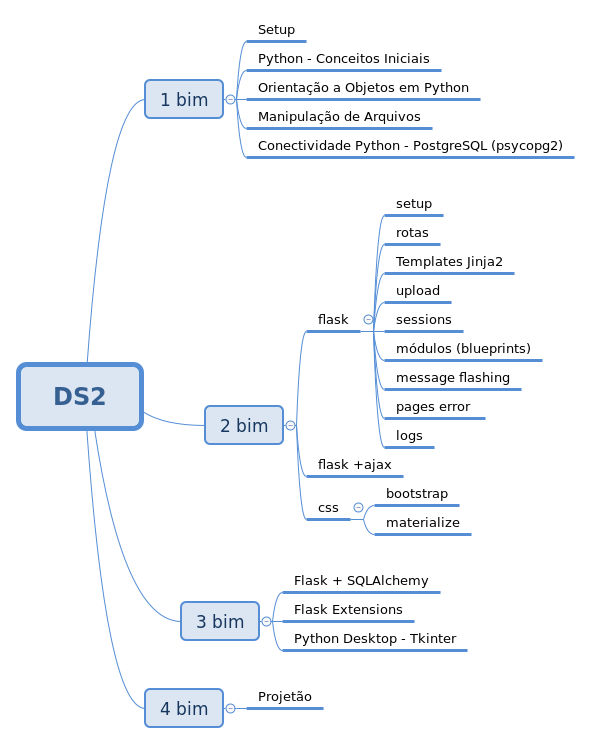 DS2
1 bim
Setup
Python - Conceitos Iniciais
Orientação a Objetos em Python
Manipulação de Arquivos
Conectividade Python - PostgreSQL (psycopg2)
2 bim
flask
setup
rotas
Templates Jinja2
upload
sessions
módulos (blueprints)
message flashing
pages error
logs
flask +ajax
css
bootstrap
materialize
3 bim
Flask + SQLAlchemy
Flask Extensions
Python Desktop - Tkinter
4 bim
Projetão